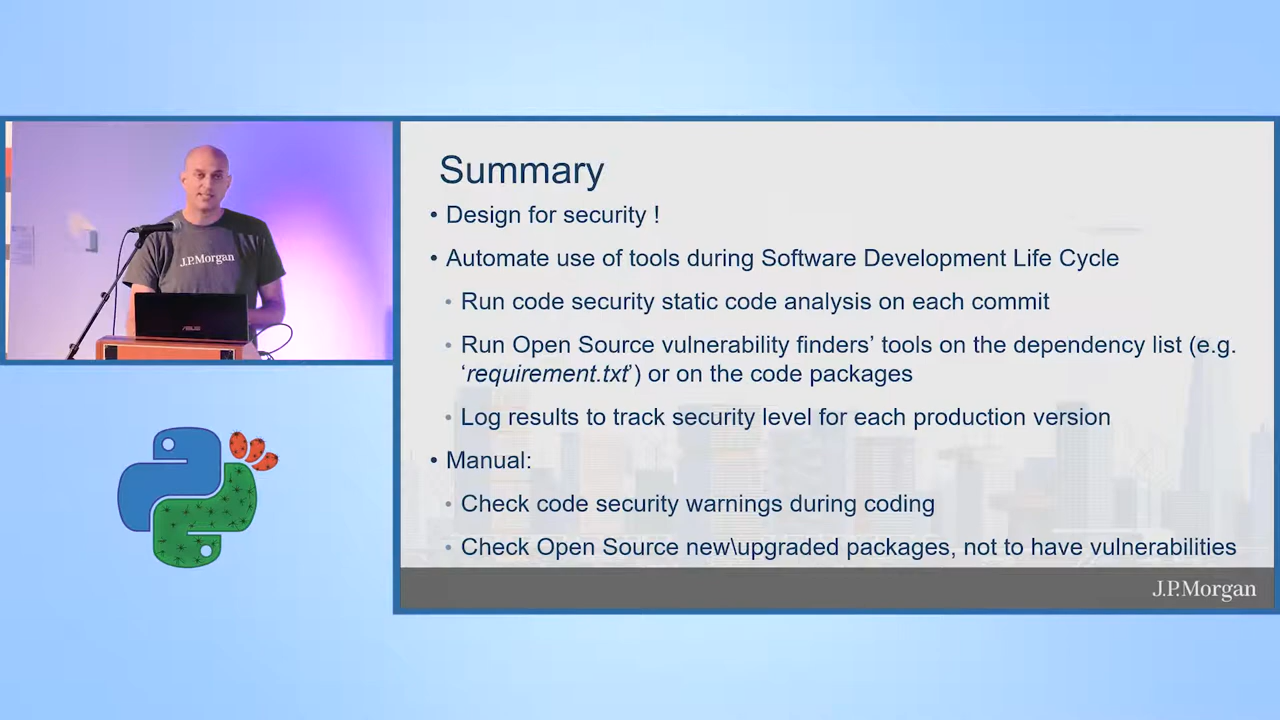 J.P.Morgan
ASUS
Summary
• Design for security !
• Automate use of tools during Software Development Life Cycle
• Run code security static code analysis on each commit
• Run Open Source vulnerability finders’ tools on the dependency list (e.g.
‘requirement.txt’) or on the code packages
• Log results to track security level for each production version
• Manual:
• Check code security warnings during coding
• Check Open Source new\upgraded packages, not to have vulnerabilities
J.P.Morgan